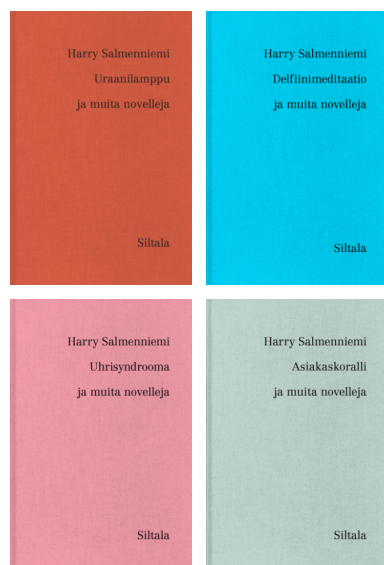 Harry Salmenniemi
Uraanilamppu
ja muita novelleja
Siltala
Harry Salmenniemi
Delfiinimeditaatio
ja muita novelleja
Siltala
Harry Salmenniemi
Uhrisyndrooma
ja muita novelleja
Siltala
Harry Salmenniemi
Asiakaskoralli
ja muita novelleja
Siltala